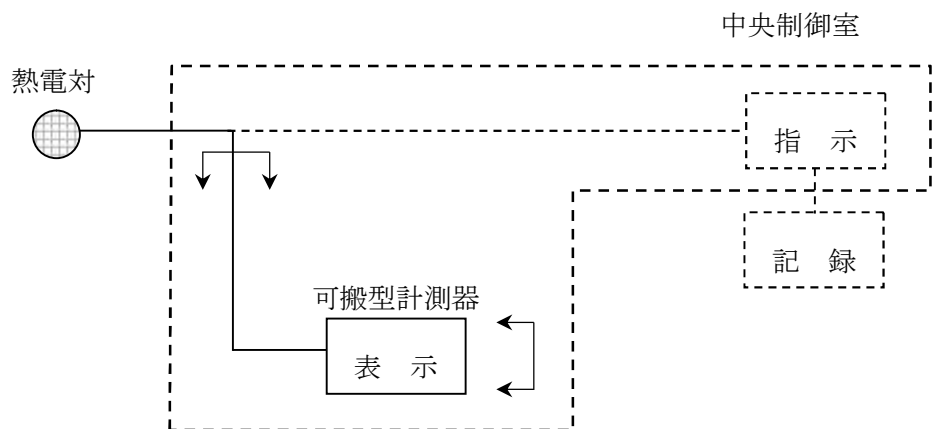 中央制御室
熱電対
指 示
記 録
可搬型計測器
表 示